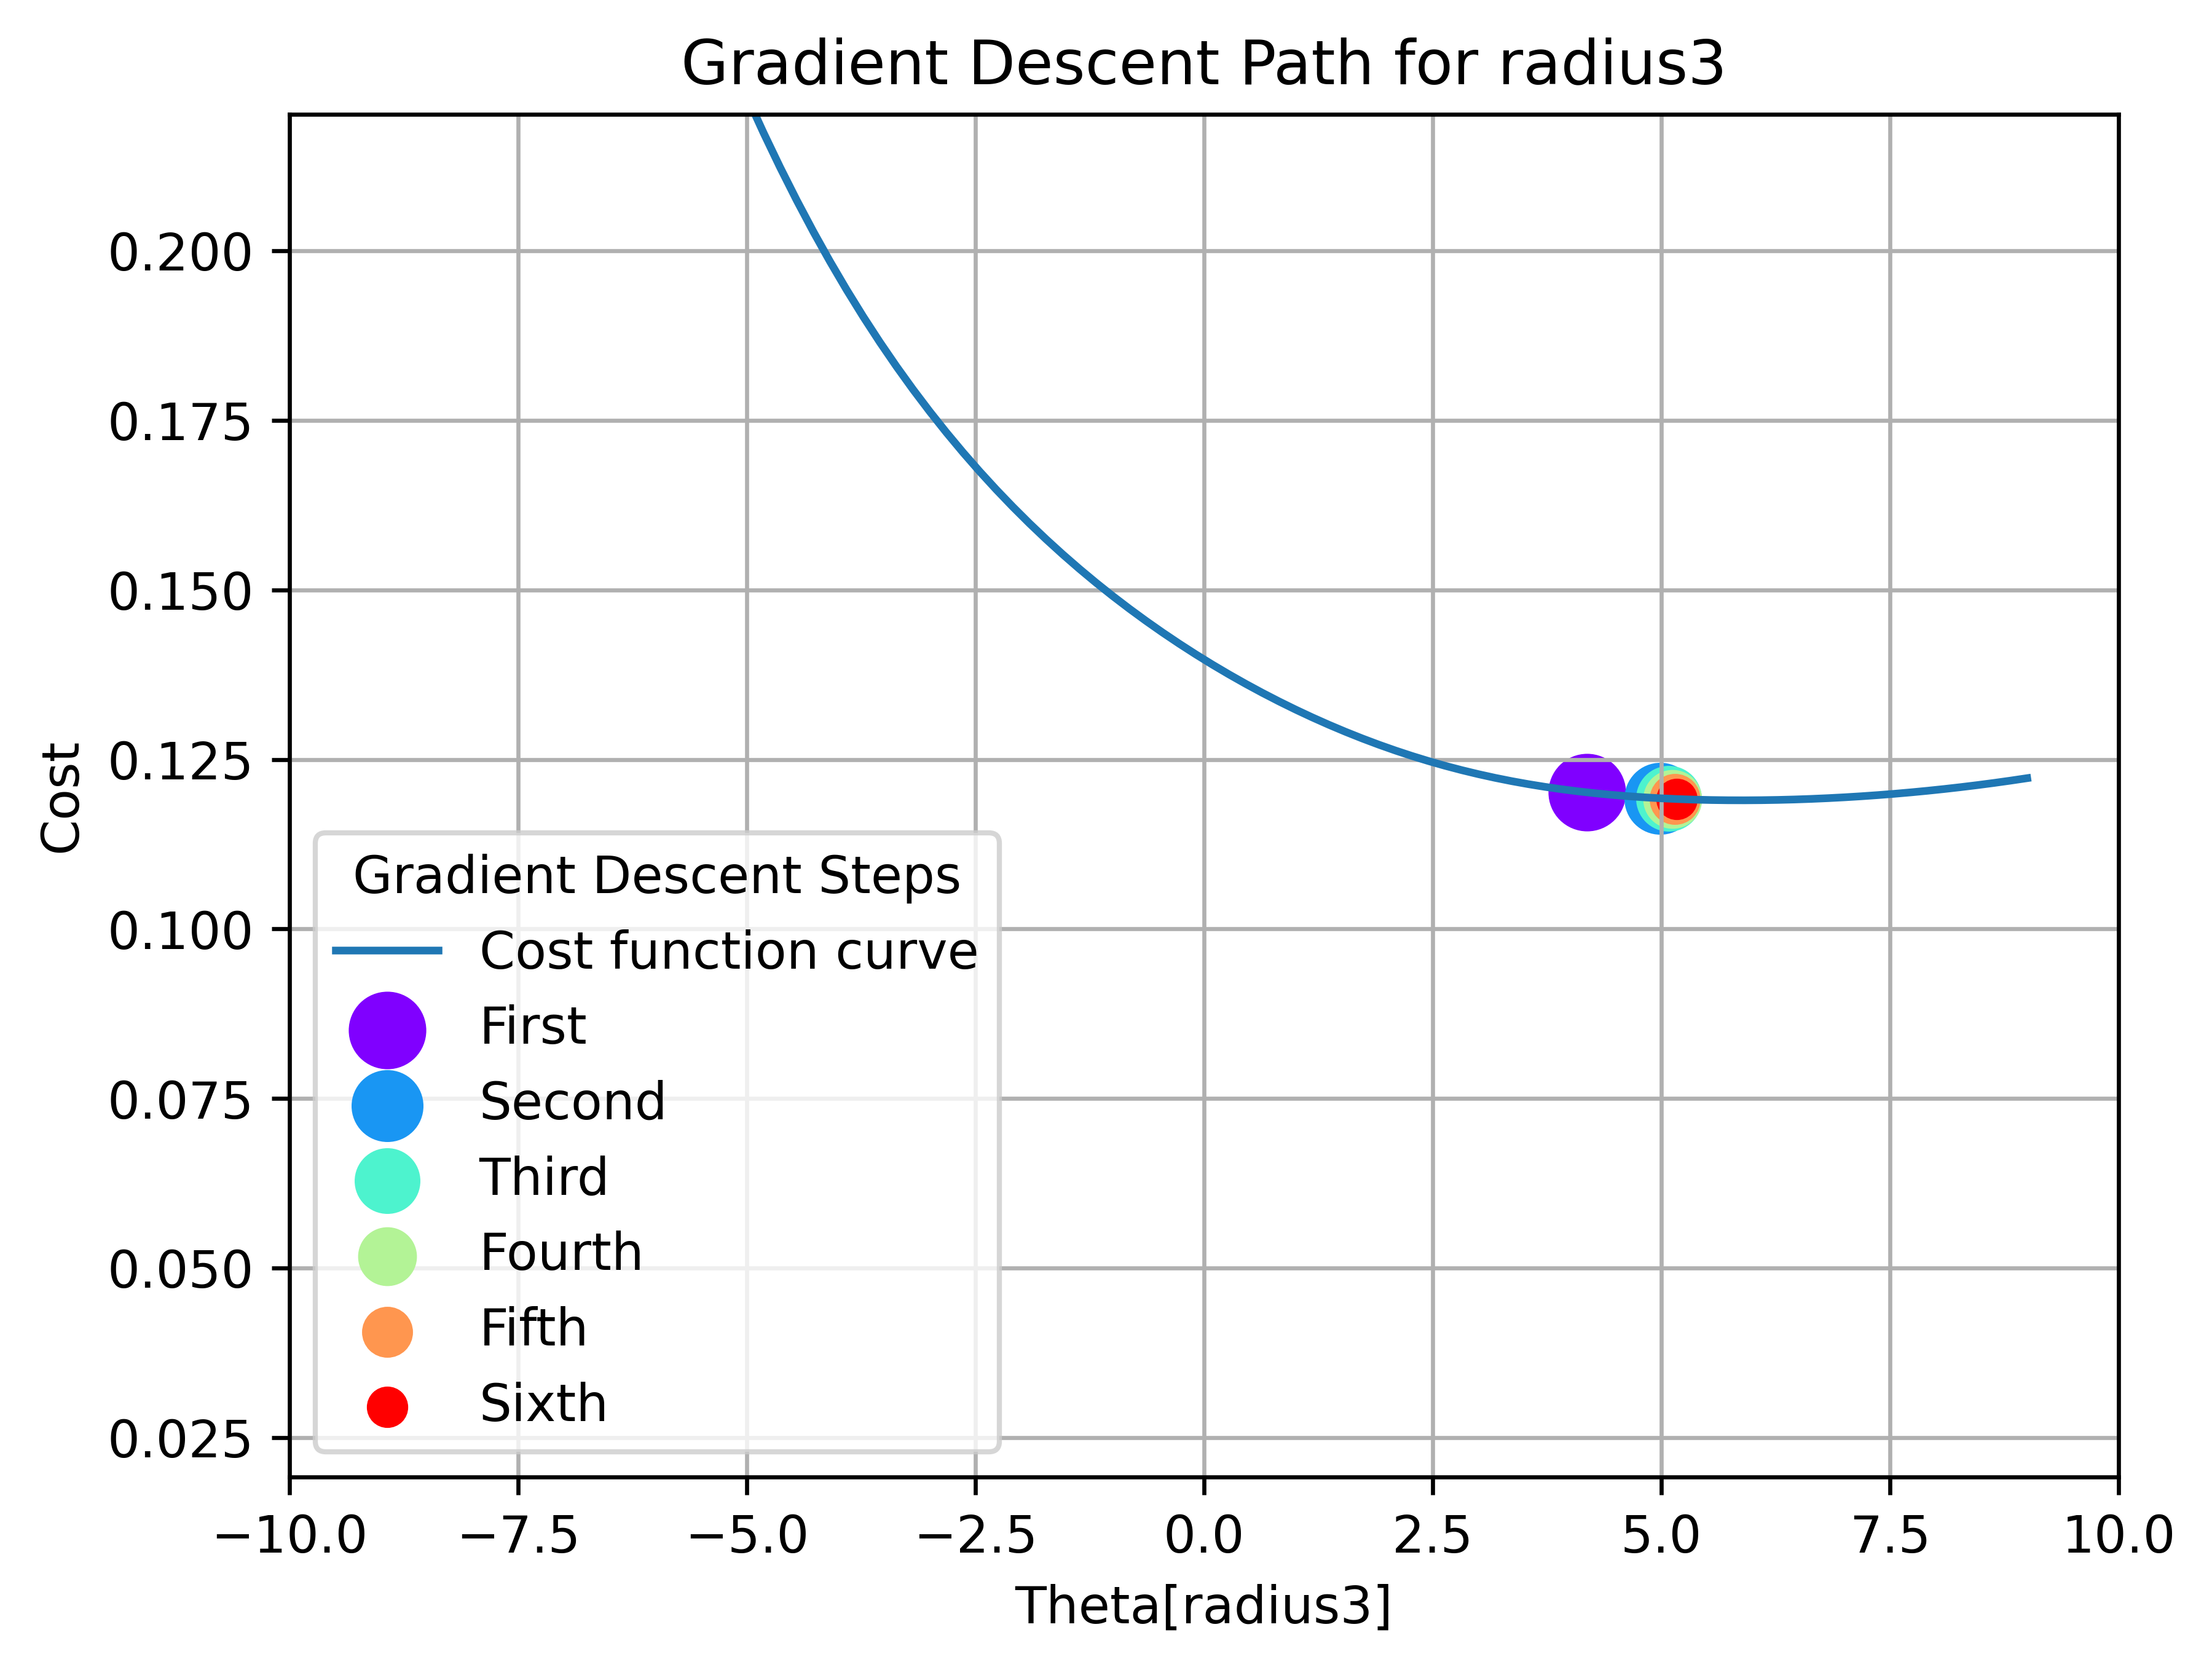 Gradient Descent Path for radius3
Cost
0.200
0.175
0.150
0.125
0.100
0.075
0.050
0.025
Gradient Descent Steps
Cost function curve
First
Second
Third
Fourth
Fifth
Sixth
−10.0 −7.5 −5.0 −2.5 0.0 2.5 5.0 7.5 10.0
Theta[radius3]